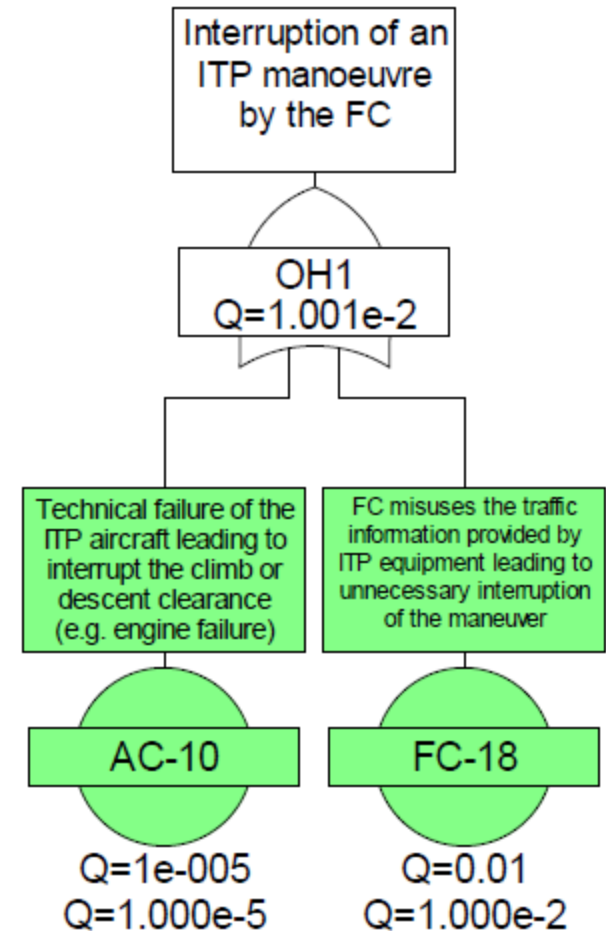 Interruption of an
ITP manoeuvre
by the FC
OH1
Q=1.001e-2
Technical failure of the
ITP aircraft leading to
interrupt the climb or
descent clearance
(e.g. engine failure)
FC misuses the traffic
information provided by
ITP equipment leading to
unnecessary interruption
of the maneuver
AC-10
FC-18
Q=1e-005
Q=1.000e-5
Q=0.01
Q=1.000e-2